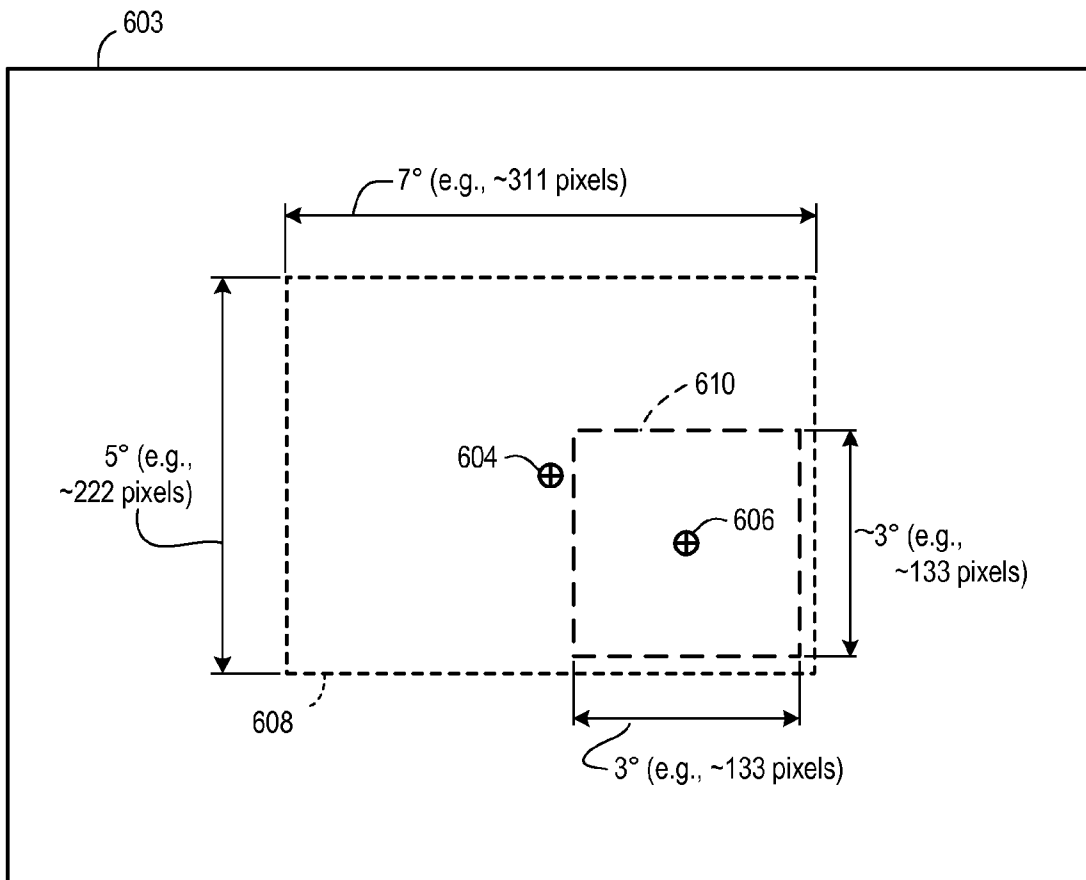 603
7° (e.g., ~311 pixels)
610
604
5° (e.g.,
~222 pixels)
606
~3° (e.g.,
~133 pixels)
608
3° (e.g., ~133 pixels)